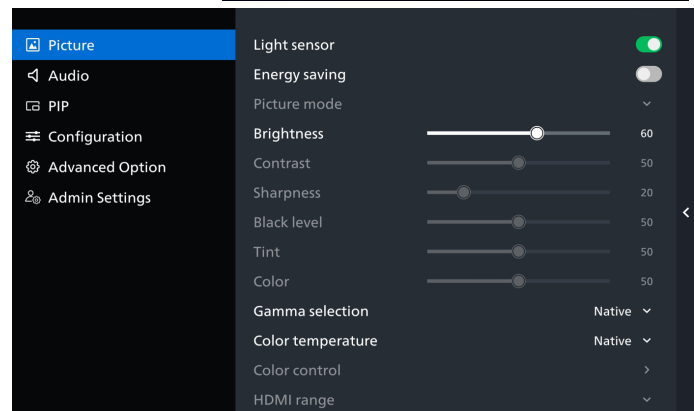 Picture
Audio
PIP
Configuration
Advanced Option
Admin Settings
Light sensor
Energy saving
Picture mode
Brightness 60
Contrast 50
Sharpness 20
Black level 50
Tint 50
Color 50
Gamma selection Native
Color temperature Native
Color control
HDMI range